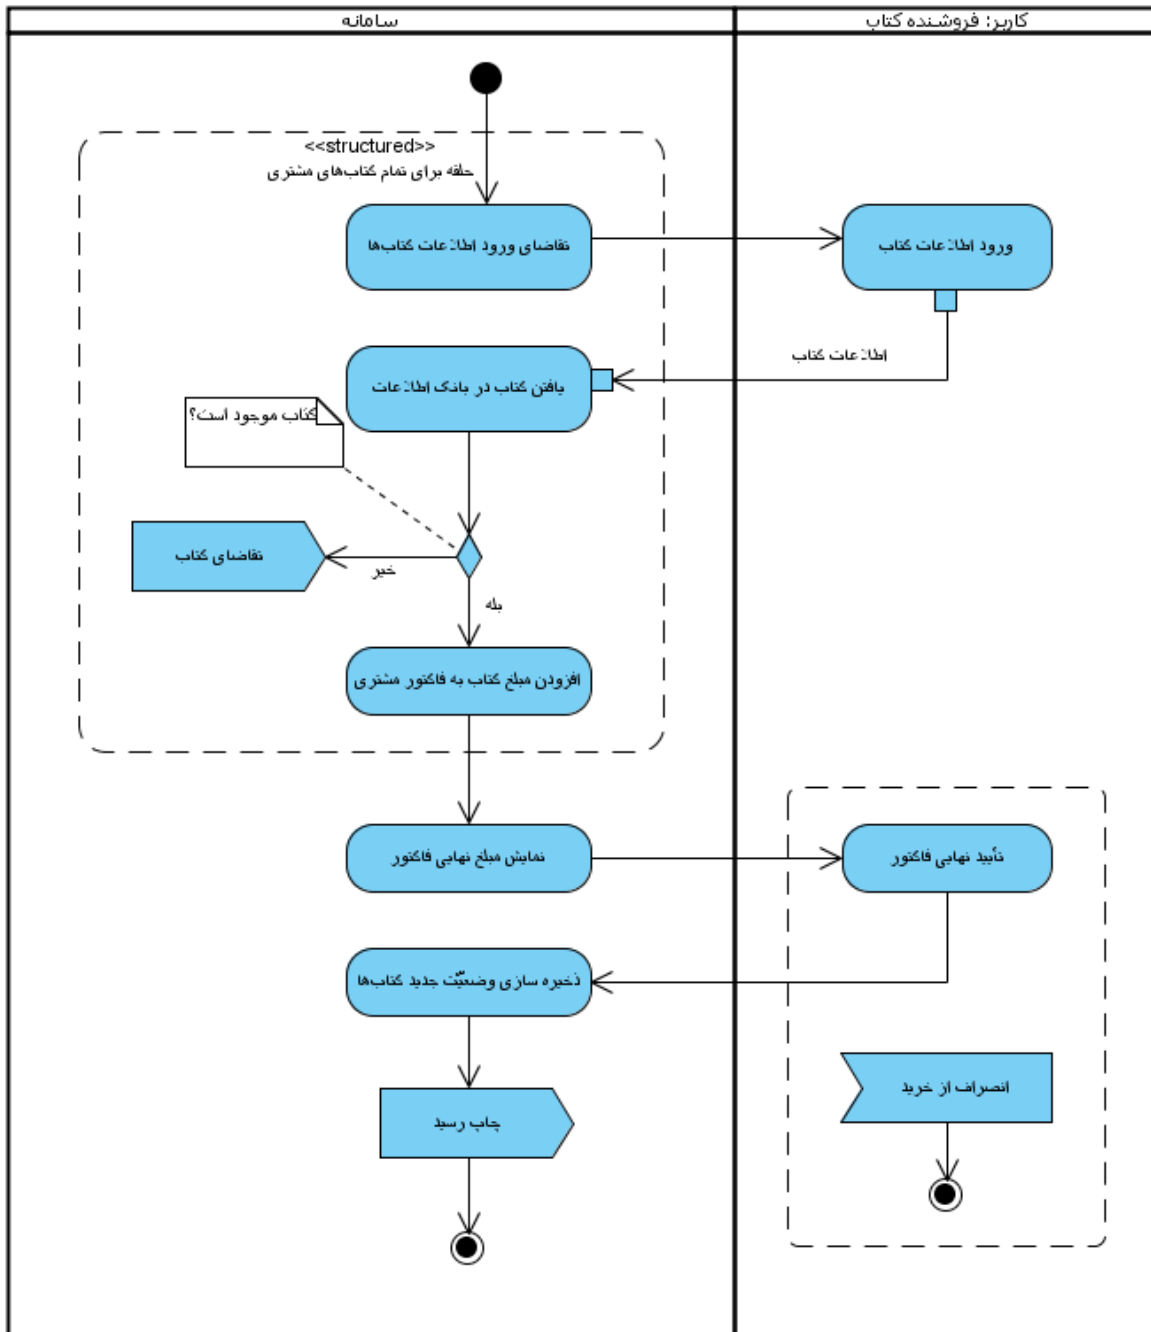 سامانه
کاربر: فروشنده کتاب
<<structured>>
حلقه برای تمام کتاب‌های مشتری
تقاضای ورود اطلاعات کتاب‌ها
ورود اطلاعات کتاب
اطلاعات کتاب
یافتن کتاب در بانک اطلاعات
کتاب موجود است؟
تقاضای کتاب
خیر
بله
افزودن مبلغ کتاب به فاکتور مشتری
نمایش مبلغ نهایی فاکتور
تأیید نهایی فاکتور
ذخیره سازی وضعیّت جدید کتاب‌ها
انصراف از خرید
چاپ رسید